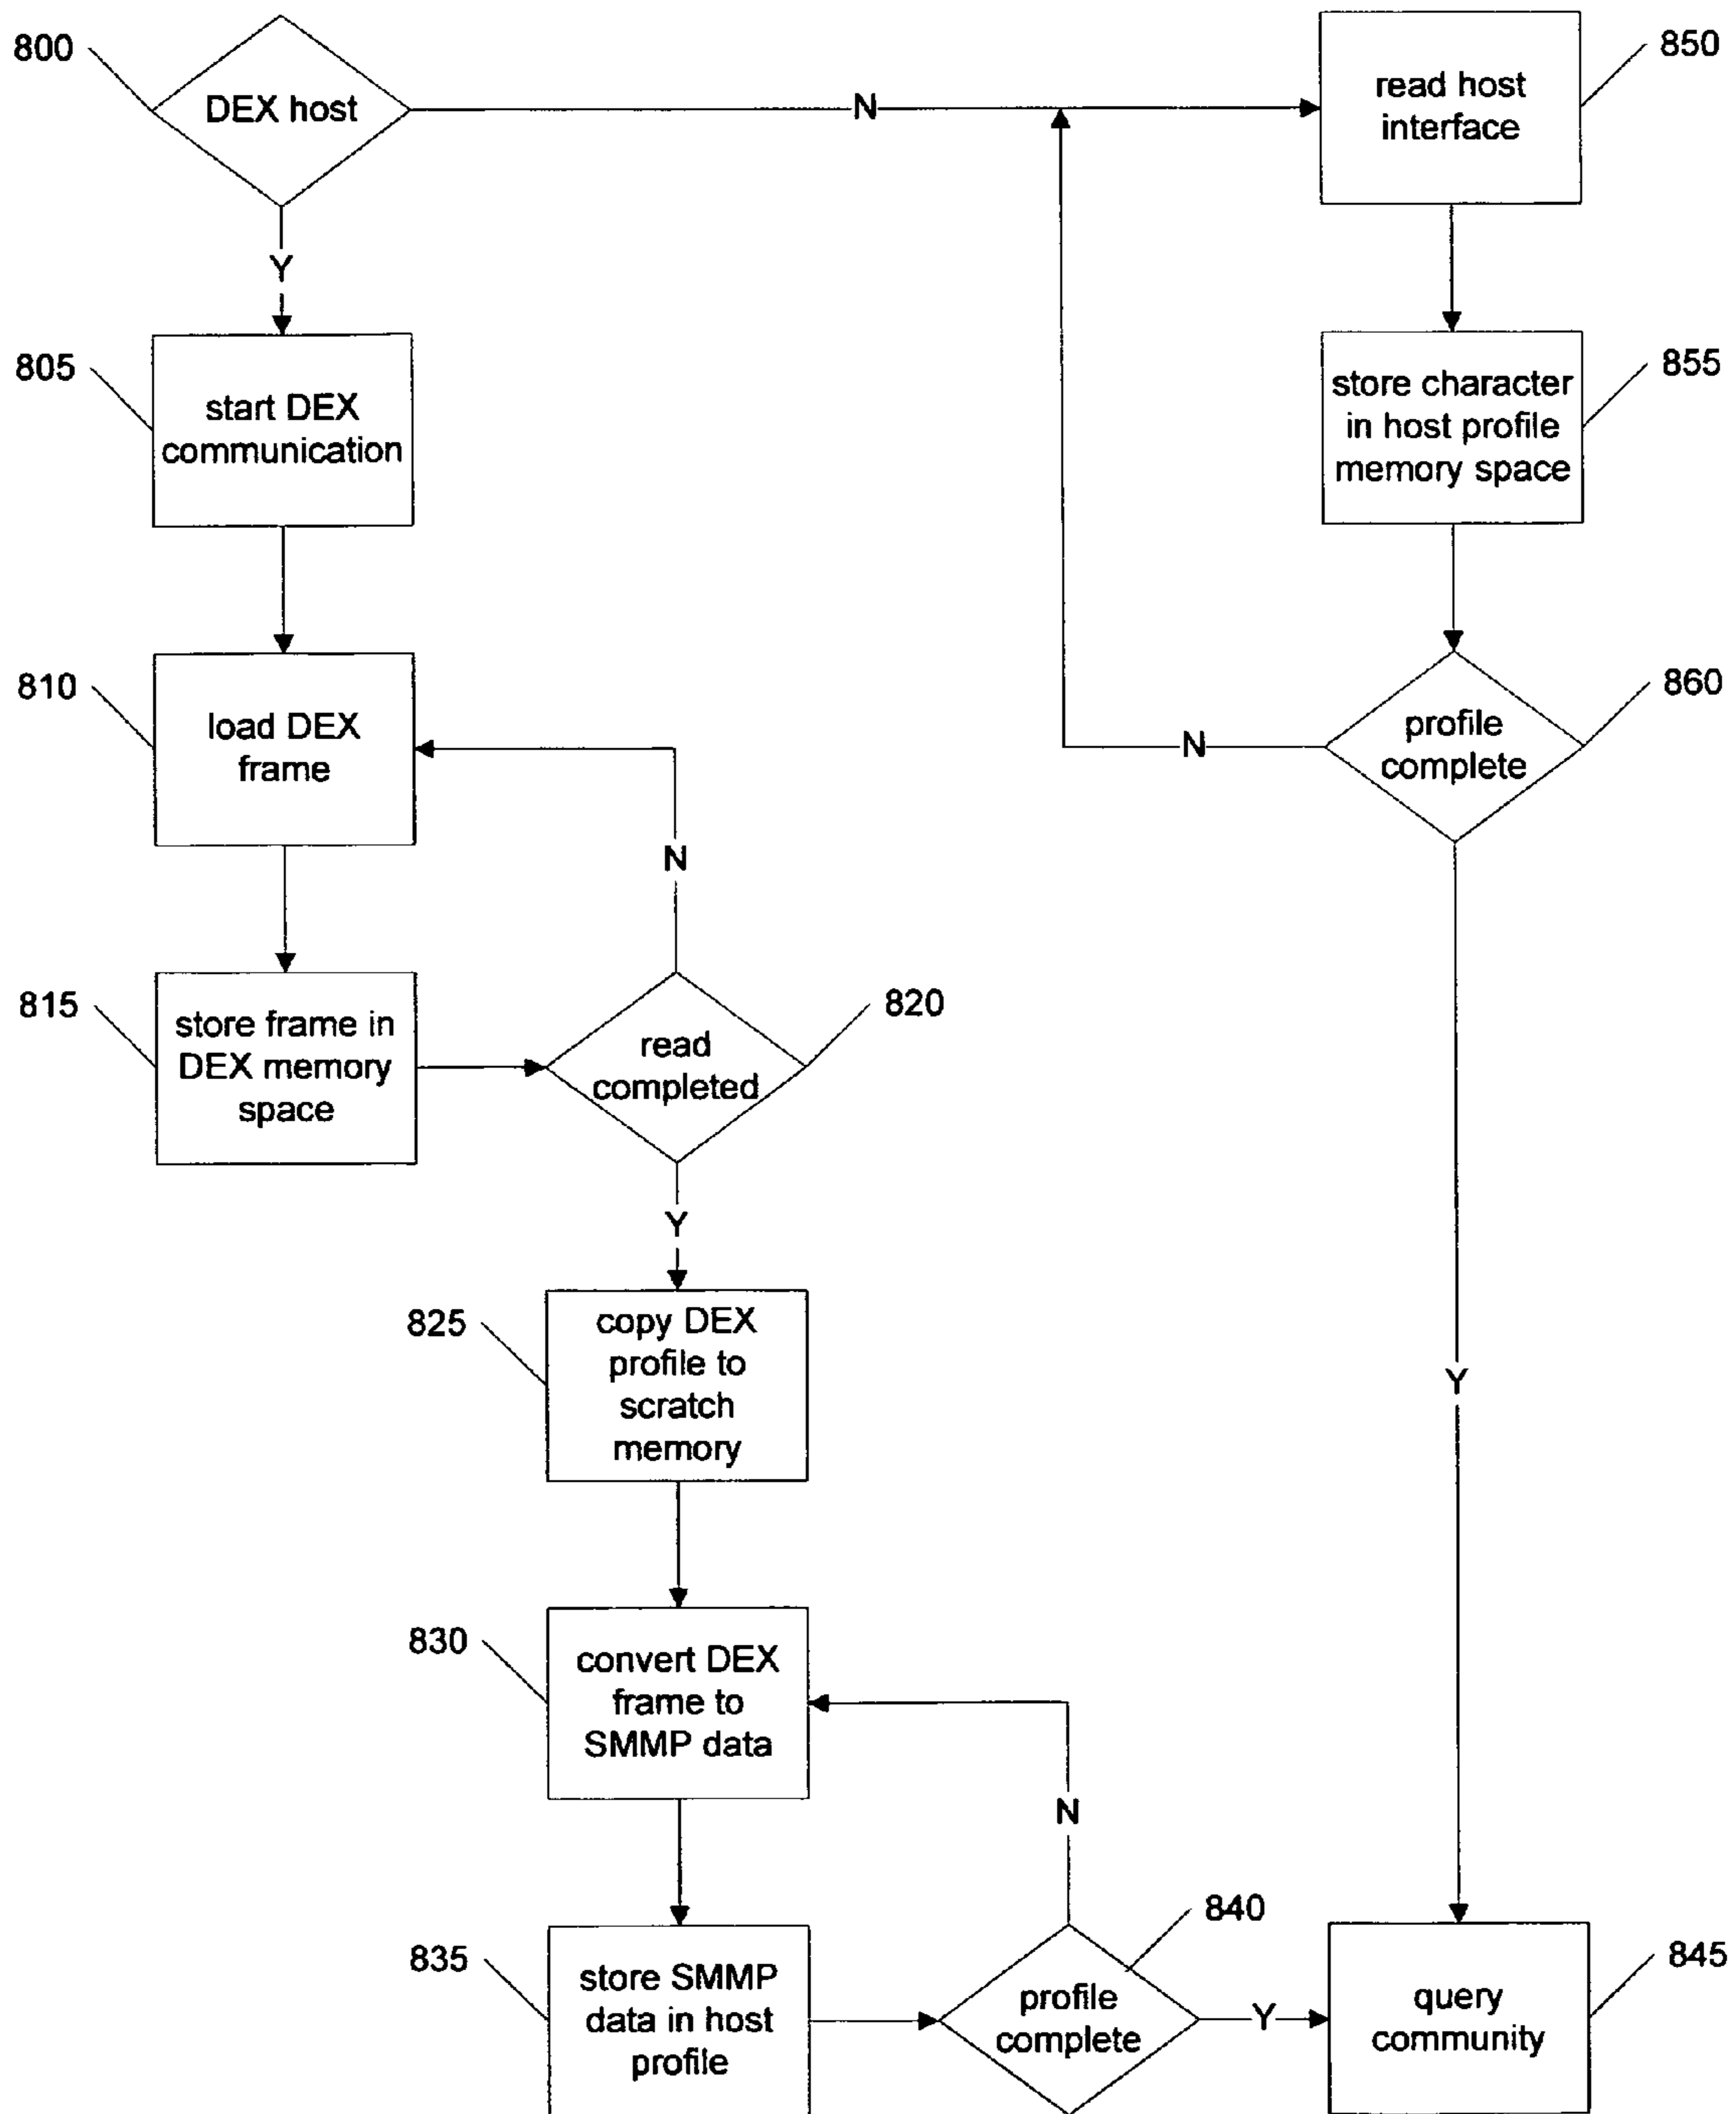 800
DEX host
N
850
read host
interface
Y
805
start DEX
communication
855
store character
in host profile
memory space
810
load DEX
frame
N
860
profile
complete
N
815
store frame in
DEX memory
space
820
read
completed
Y
825
copy DEX
profile to
scratch
memory
Y
830
convert DEX
frame to
SMMP data
N
835
store SMMP
data in host
profile
840
profile
complete
Y
845
query
community